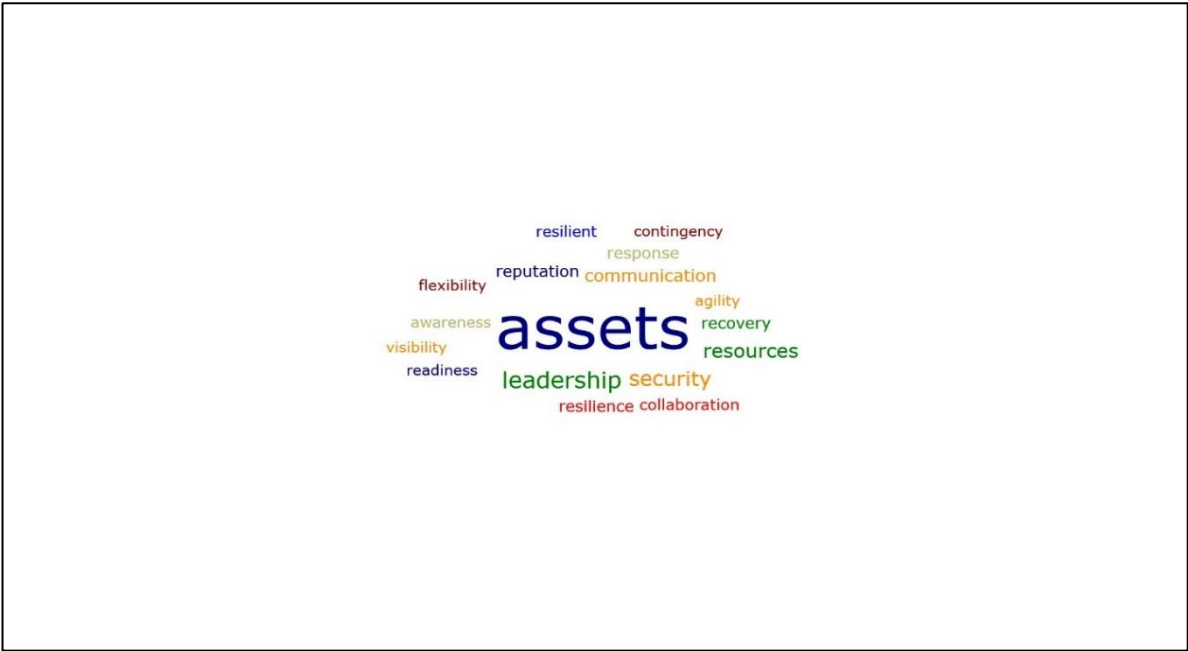 resilient contingency
response
reputation communication
flexibility
agility
awareness assets recovery
visibility resources
readiness
leadership security
resilience collaboration